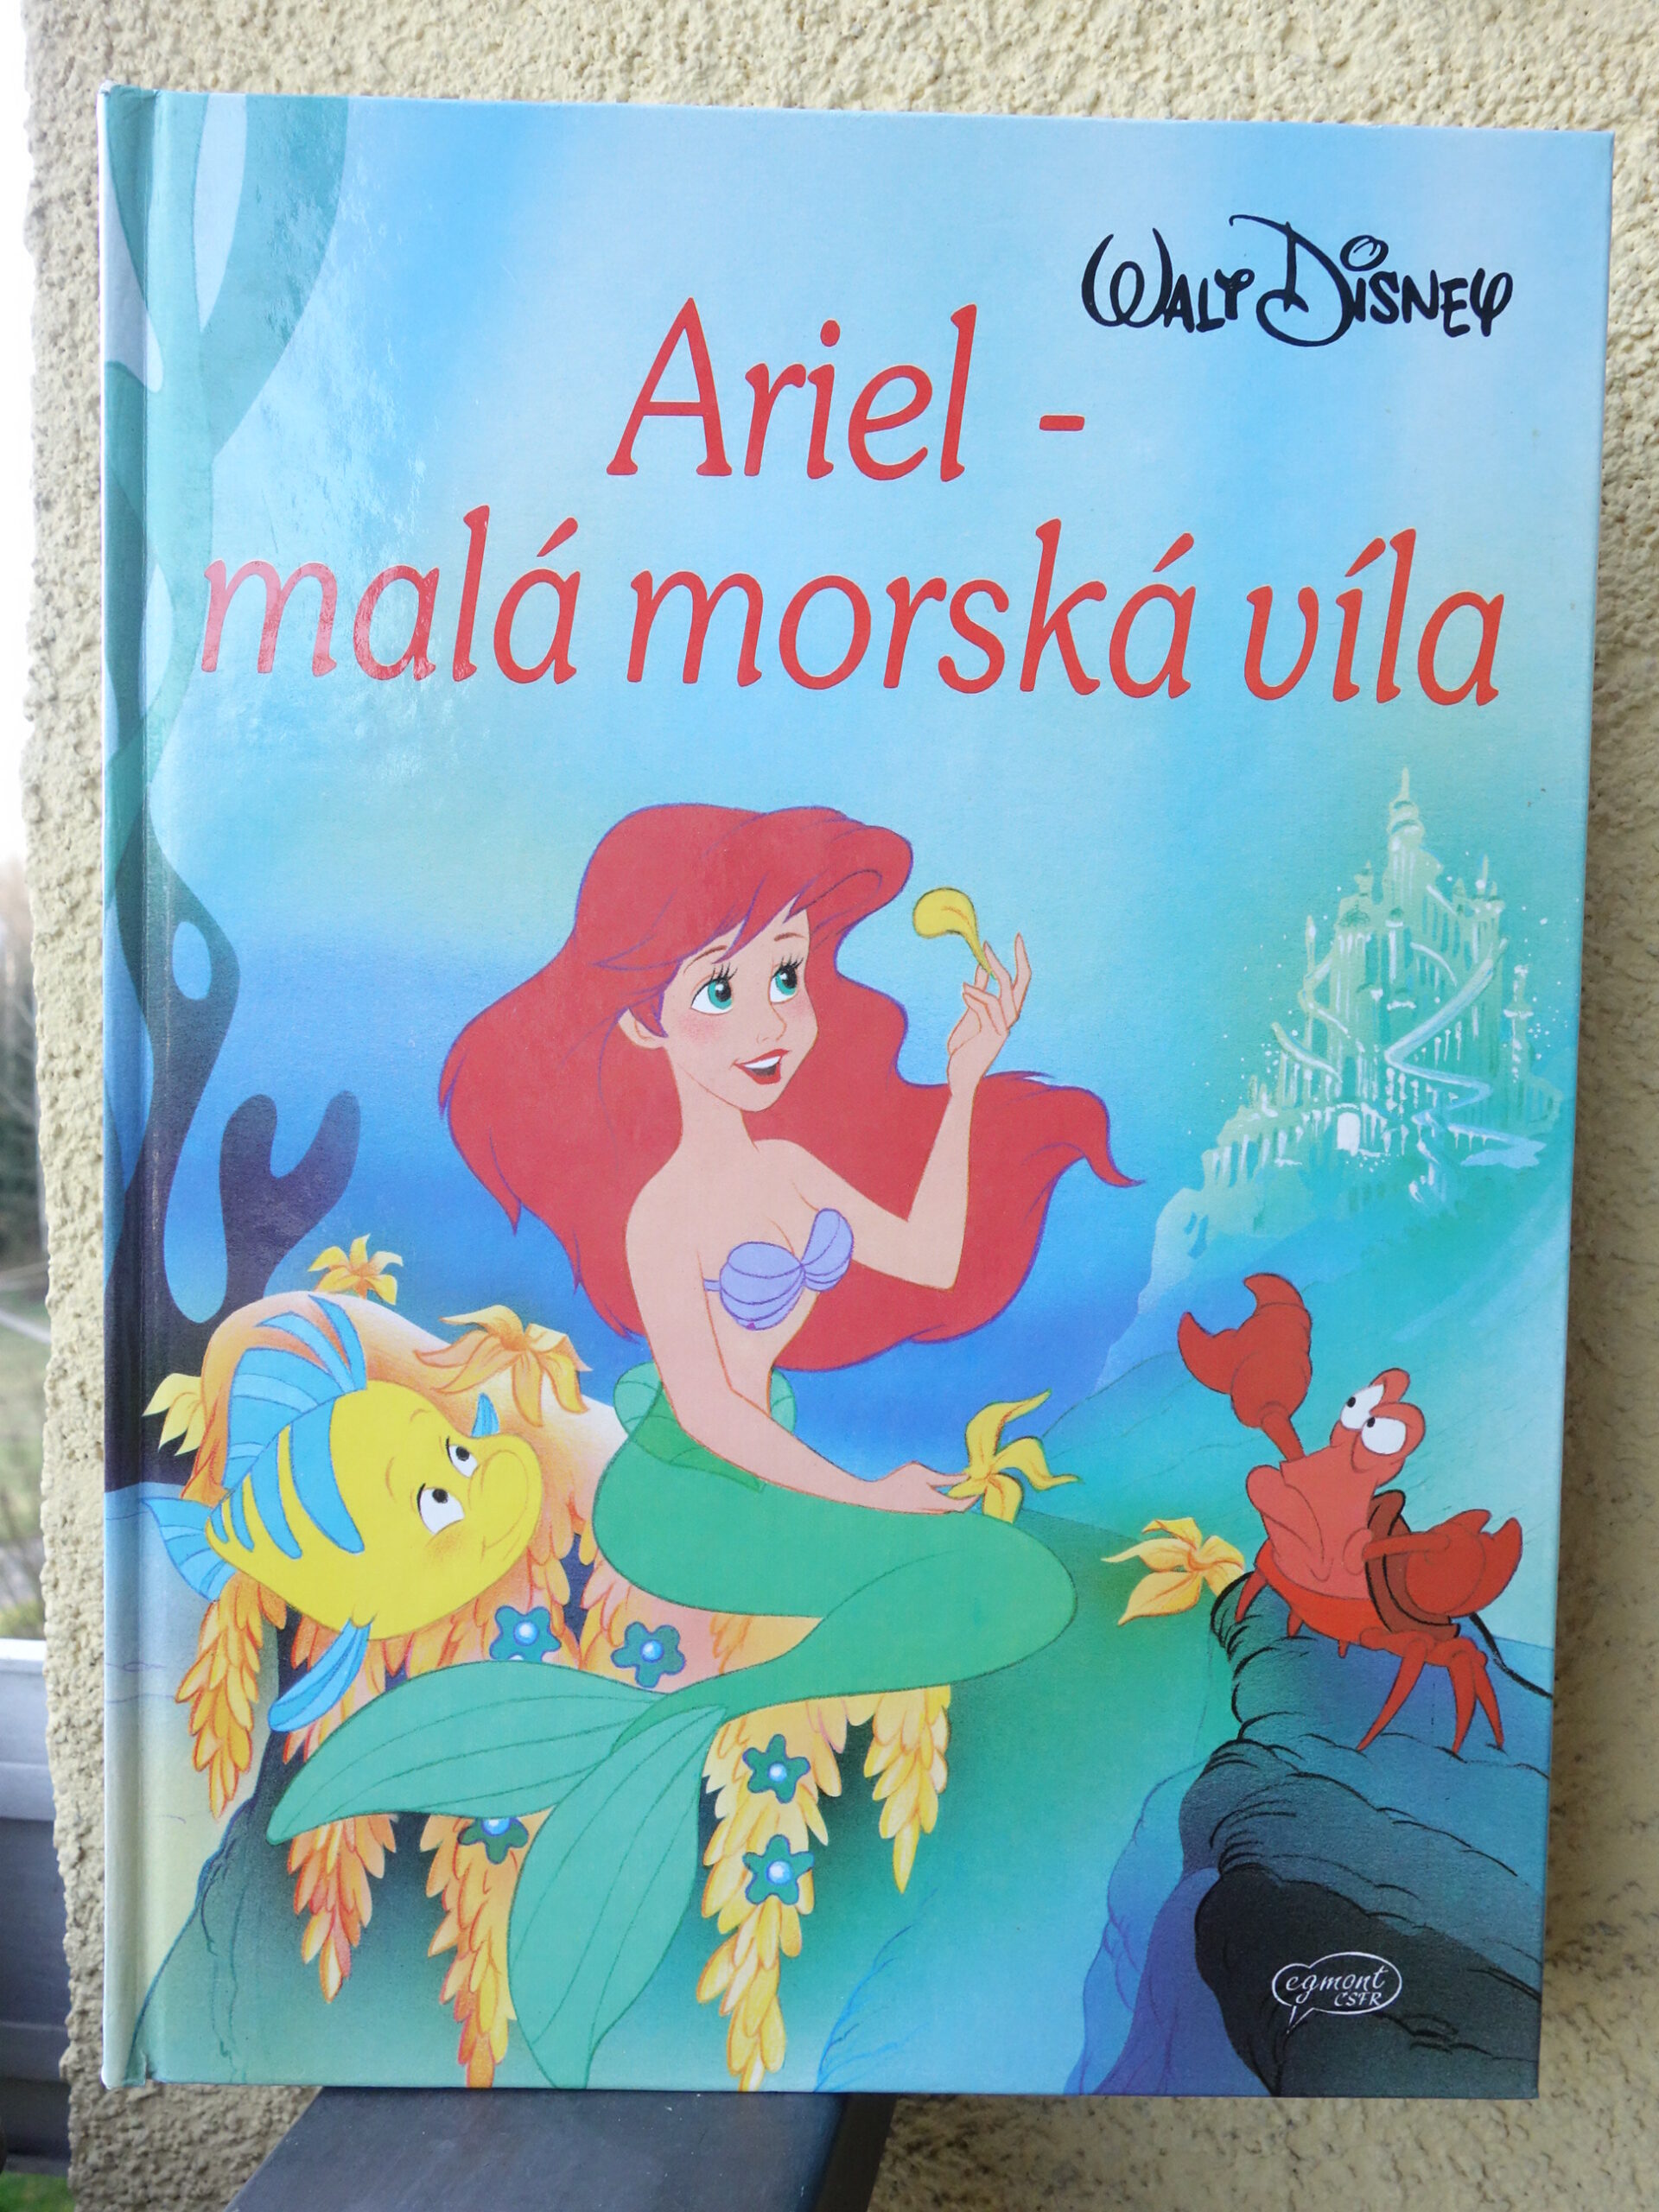 WALT DISNEY
Ariel -
malá morská víla
egmont
ČSFR